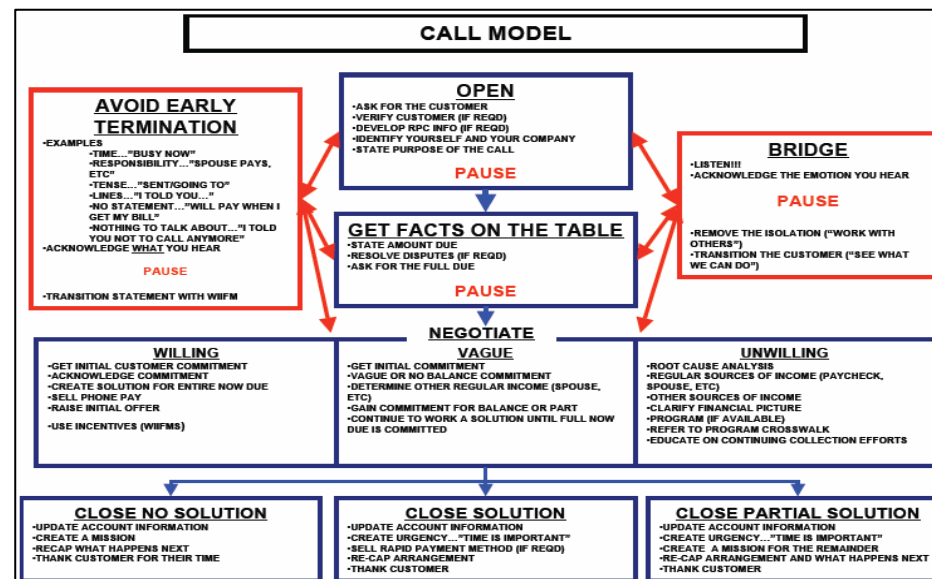 CALL MODEL
OPEN
•ASK FOR THE CUSTOMER
•VERIFY CUSTOMER (IF REQD)
•DEVELOP RPC INFO (IF REQD)
•IDENTIFY YOURSELF AND YOUR COMPANY
•STATE PURPOSE OF THE CALL
PAUSE
AVOID EARLY
TERMINATION
•EXAMPLES
•TIME..."BUSY NOW"
•RESPONSIBILITY..."SPOUSE PAYS,
ETC"
•TENSE..."SENT/GOING TO"
•LINES..."I TOLD YOU..."
•NO STATEMENT..."WILL PAY WHEN I
GET MY BILL"
•NOTHING TO TALK ABOUT..."I TOLD
YOU NOT TO CALL ANYMORE"
•ACKNOWLEDGE WHAT YOU HEAR
PAUSE
•TRANSITION STATEMENT WITH WIIFM
BRIDGE
•LISTEN!!!
•ACKNOWLEDGE THE EMOTION YOU HEAR
PAUSE
•REMOVE THE ISOLATION ("WORK WITH
OTHERS")
•TRANSITION THE CUSTOMER ("SEE WHAT
WE CAN DO")
GET FACTS ON THE TABLE
•STATE AMOUNT DUE
•RESOLVE DISPUTES (IF REQD)
•ASK FOR THE FULL DUE
PAUSE
NEGOTIATE
WILLING
•GET INITIAL CUSTOMER COMMITMENT
•ACKNOWLEDGE COMMITMENT
•CREATE SOLUTION FOR ENTIRE NOW DUE
•SELL PHONE PAY
•RAISE INITIAL OFFER
•USE INCENTIVES (WIIFMS)
VAGUE
•GET INITIAL COMMITMENT
•VAGUE OR NO BALANCE COMMITMENT
•DETERMINE OTHER REGULAR INCOME (SPOUSE,
ETC)
•GAIN COMMITMENT FOR BALANCE OR PART
•CONTINUE TO WORK A SOLUTION UNTIL FULL NOW
DUE IS COMMITTED
UNWILLING
•ROOT CAUSE ANALYSIS
•REGULAR SOURCES OF INCOME (PAYCHECK,
SPOUSE, ETC)
•OTHER SOURCES OF INCOME
•CLARIFY FINANCIAL PICTURE
•PROGRAM (IF AVAILABLE)
•REFER TO PROGRAM CROSSWALK
•EDUCATE ON CONTINUING COLLECTION EFFORTS
CLOSE NO SOLUTION
•UPDATE ACCOUNT INFORMATION
•CREATE A MISSION
•RECAP WHAT HAPPENS NEXT
•THANK CUSTOMER FOR THEIR TIME
CLOSE SOLUTION
•UPDATE ACCOUNT INFORMATION
•CREATE URGENCY..."TIME IS IMPORTANT"
•SELL RAPID PAYMENT METHOD (IF REQD)
•RE-CAP ARRANGEMENT
•THANK CUSTOMER
CLOSE PARTIAL SOLUTION
•UPDATE ACCOUNT INFORMATION
•CREATE URGENCY..."TIME IS IMPORTANT"
•CREATE A MISSION FOR THE REMAINDER
•RE-CAP ARRANGEMENT AND WHAT HAPPENS NEXT
•THANK CUSTOMER